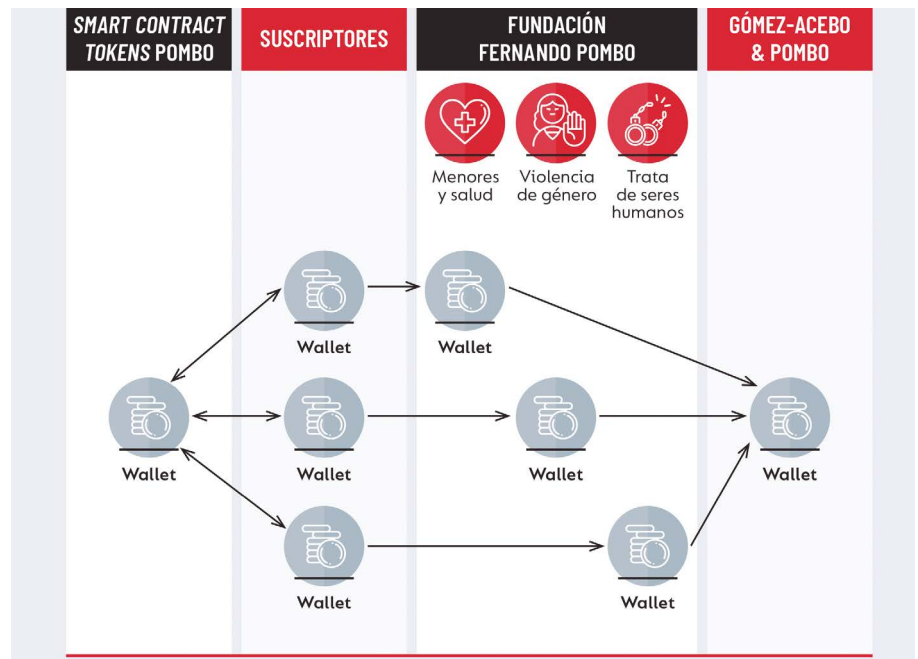 SMART CONTRACT
TOKENS POMBO
SUSCRIPTORES
FUNDACIÓN
FERNANDO POMBO
GÓMEZ-ACEBO
& POMBO
Menores
y salud
Violencia
de género
Trata
de seres
humanos
Wallet
Wallet
Wallet
Wallet
Wallet
Wallet
Wallet
Wallet